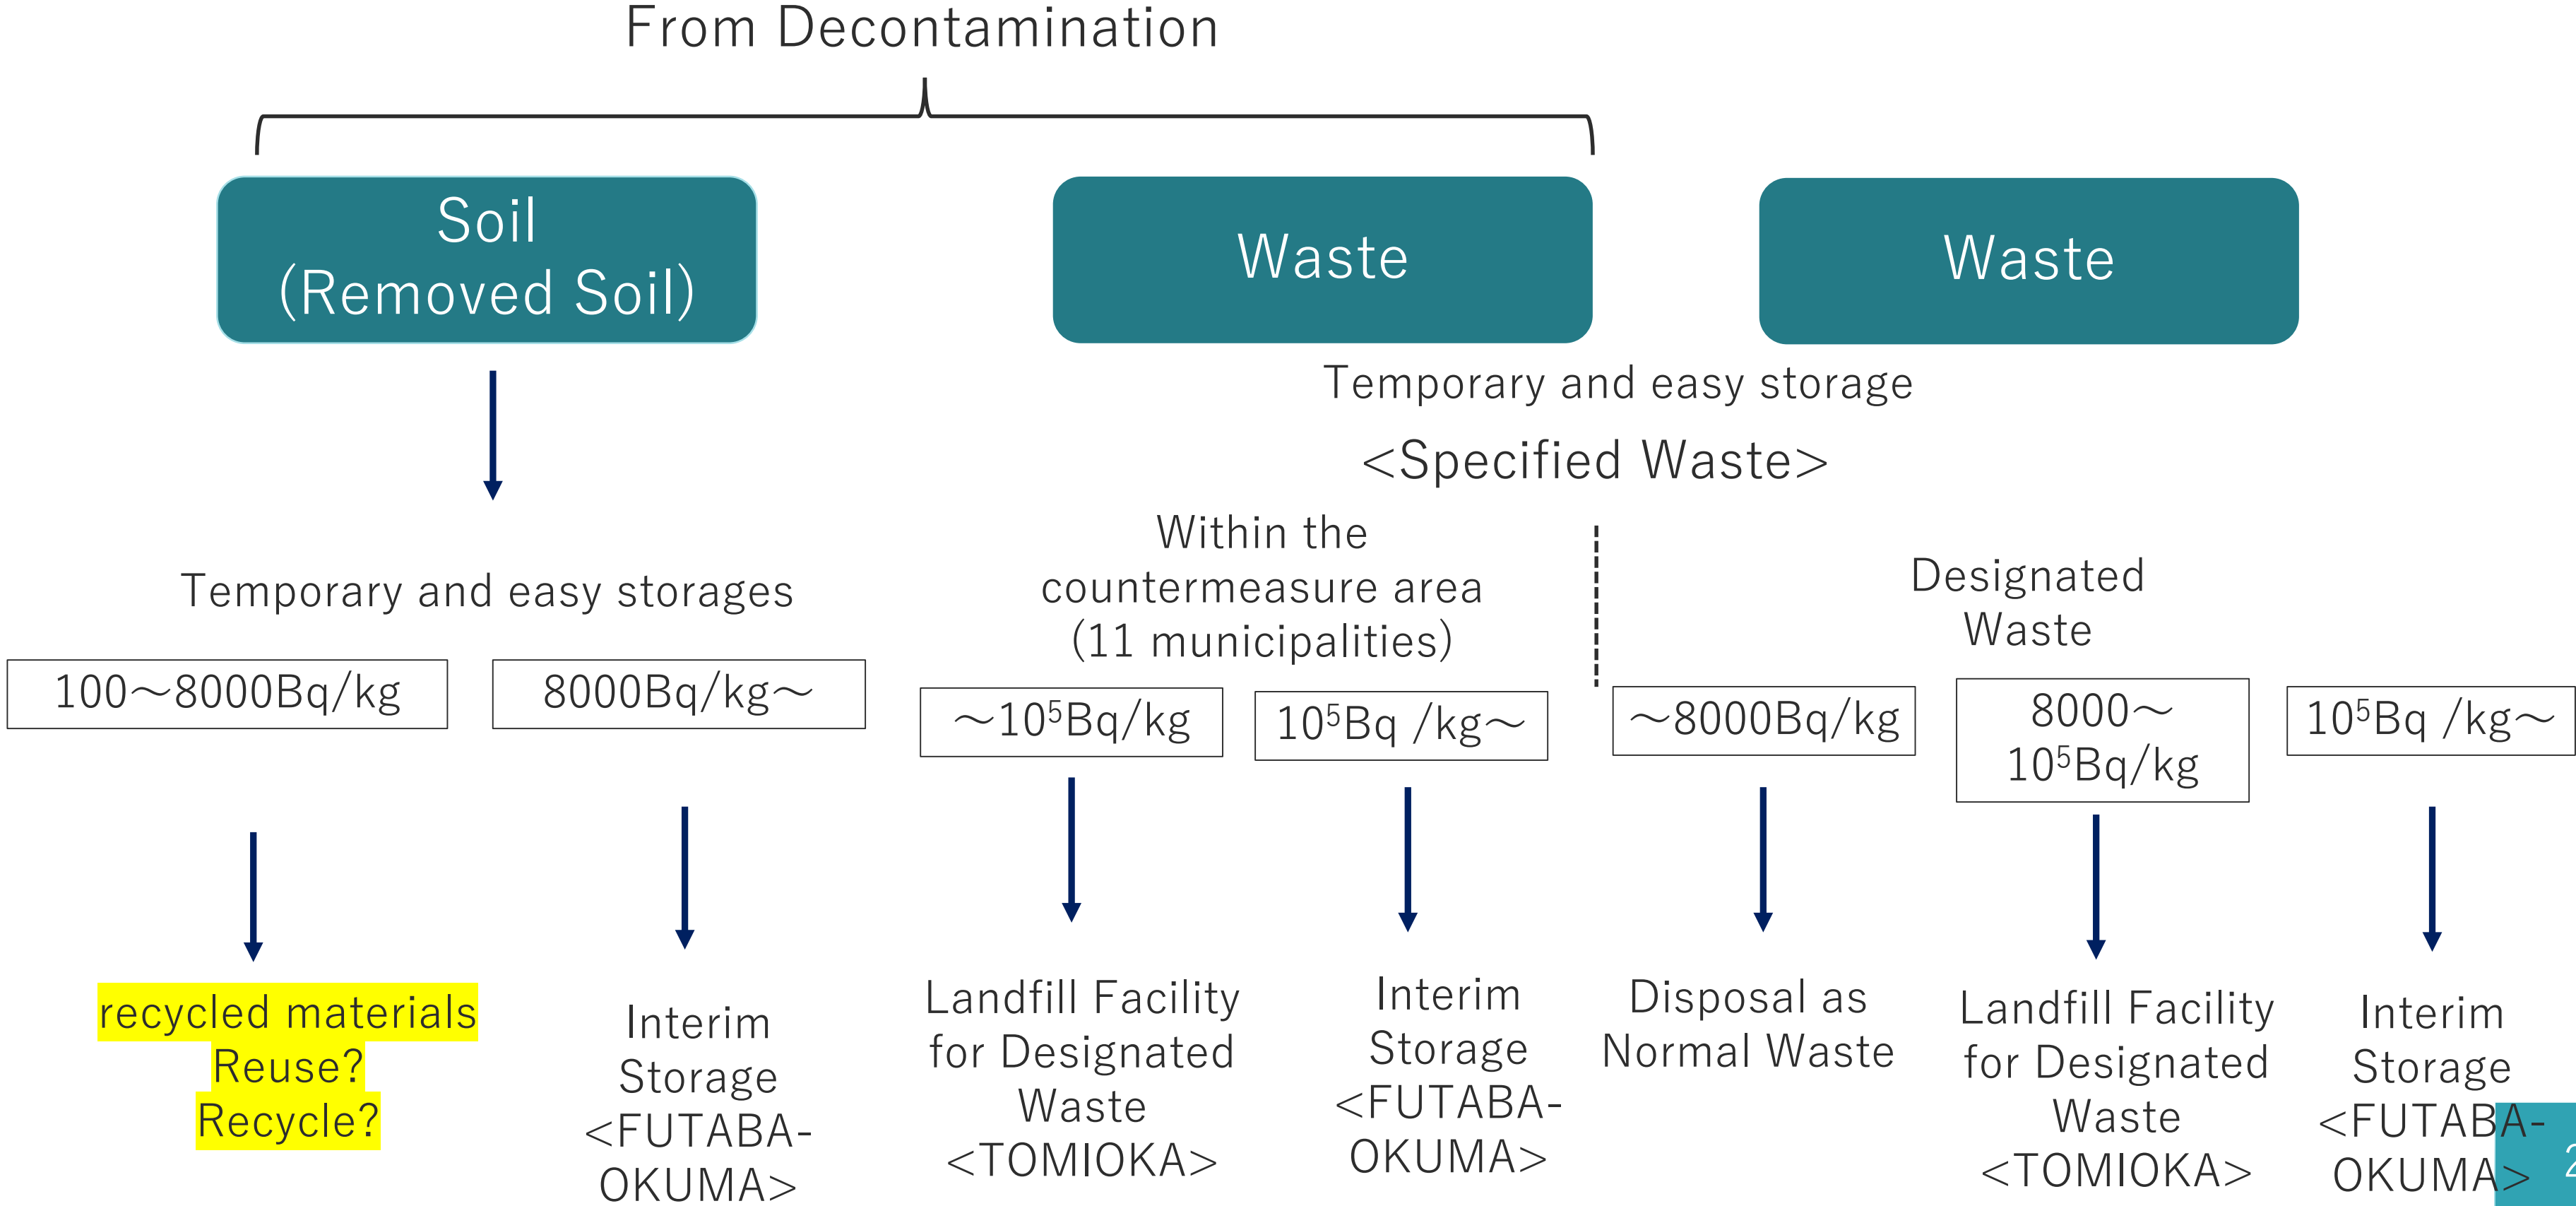 From Decontamination
Soil
(Removed Soil)
Waste
Waste
Temporary and easy storage
<Specified Waste>
Temporary and easy storages
Within the
countermeasure area
(11 municipalities)
Designated
Waste
100～8000Bq/kg
8000Bq/kg～
～10⁵Bq/kg
10⁵Bq /kg～
～8000Bq/kg
8000～
10⁵Bq/kg
10⁵Bq /kg～
recycled materials
Reuse?
Recycle?
Interim
Storage
<FUTABA-
OKUMA>
Landfill Facility
for Designated
Waste
<TOMIOKA>
Interim
Storage
<FUTABA-
OKUMA>
Disposal as
Normal Waste
Landfill Facility
for Designated
Waste
<TOMIOKA>
Interim
Storage
<FUTABA-
OKUMA>